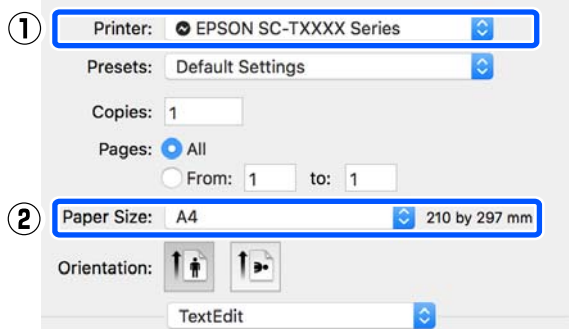 ① Printer: EPSON SC-TXXXX Series
Presets: Default Settings
Copies: 1
Pages: All
From: 1 to: 1
② Paper Size: A4 210 by 297 mm
Orientation:
TextEdit